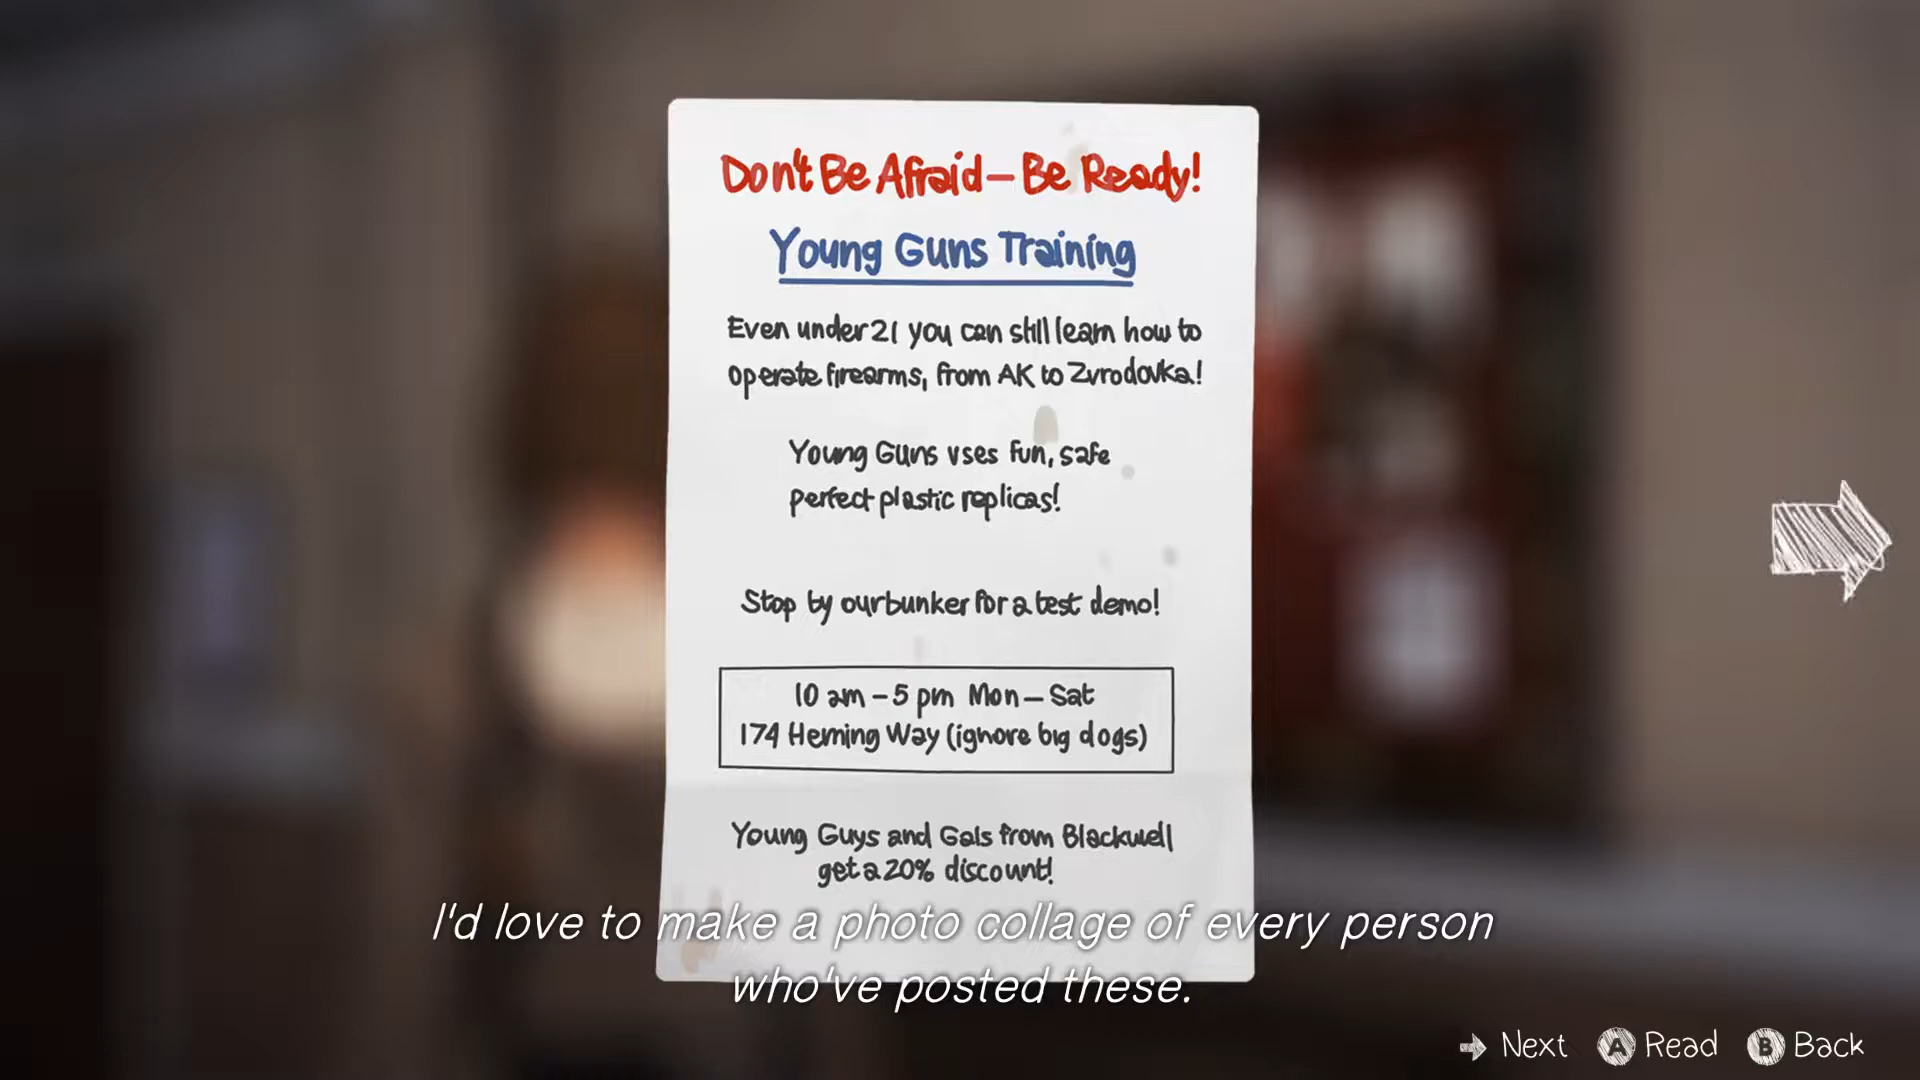 Don't Be Afraid — Be Ready!
Young Guns Training
Even under 21 you can still learn how to
operate firearms, from AK to Zvrodovka!
Young Guns uses fun, safe
perfect plastic replicas!
Stop by our bunker for a test demo!
10 am – 5 pm Mon – Sat
174 Heming Way (ignore big dogs)
Young Guys and Gals from Blackwell
get a 20% discount!
I'd love to make a photo collage of every person
who've posted these.
Next A Read B Back